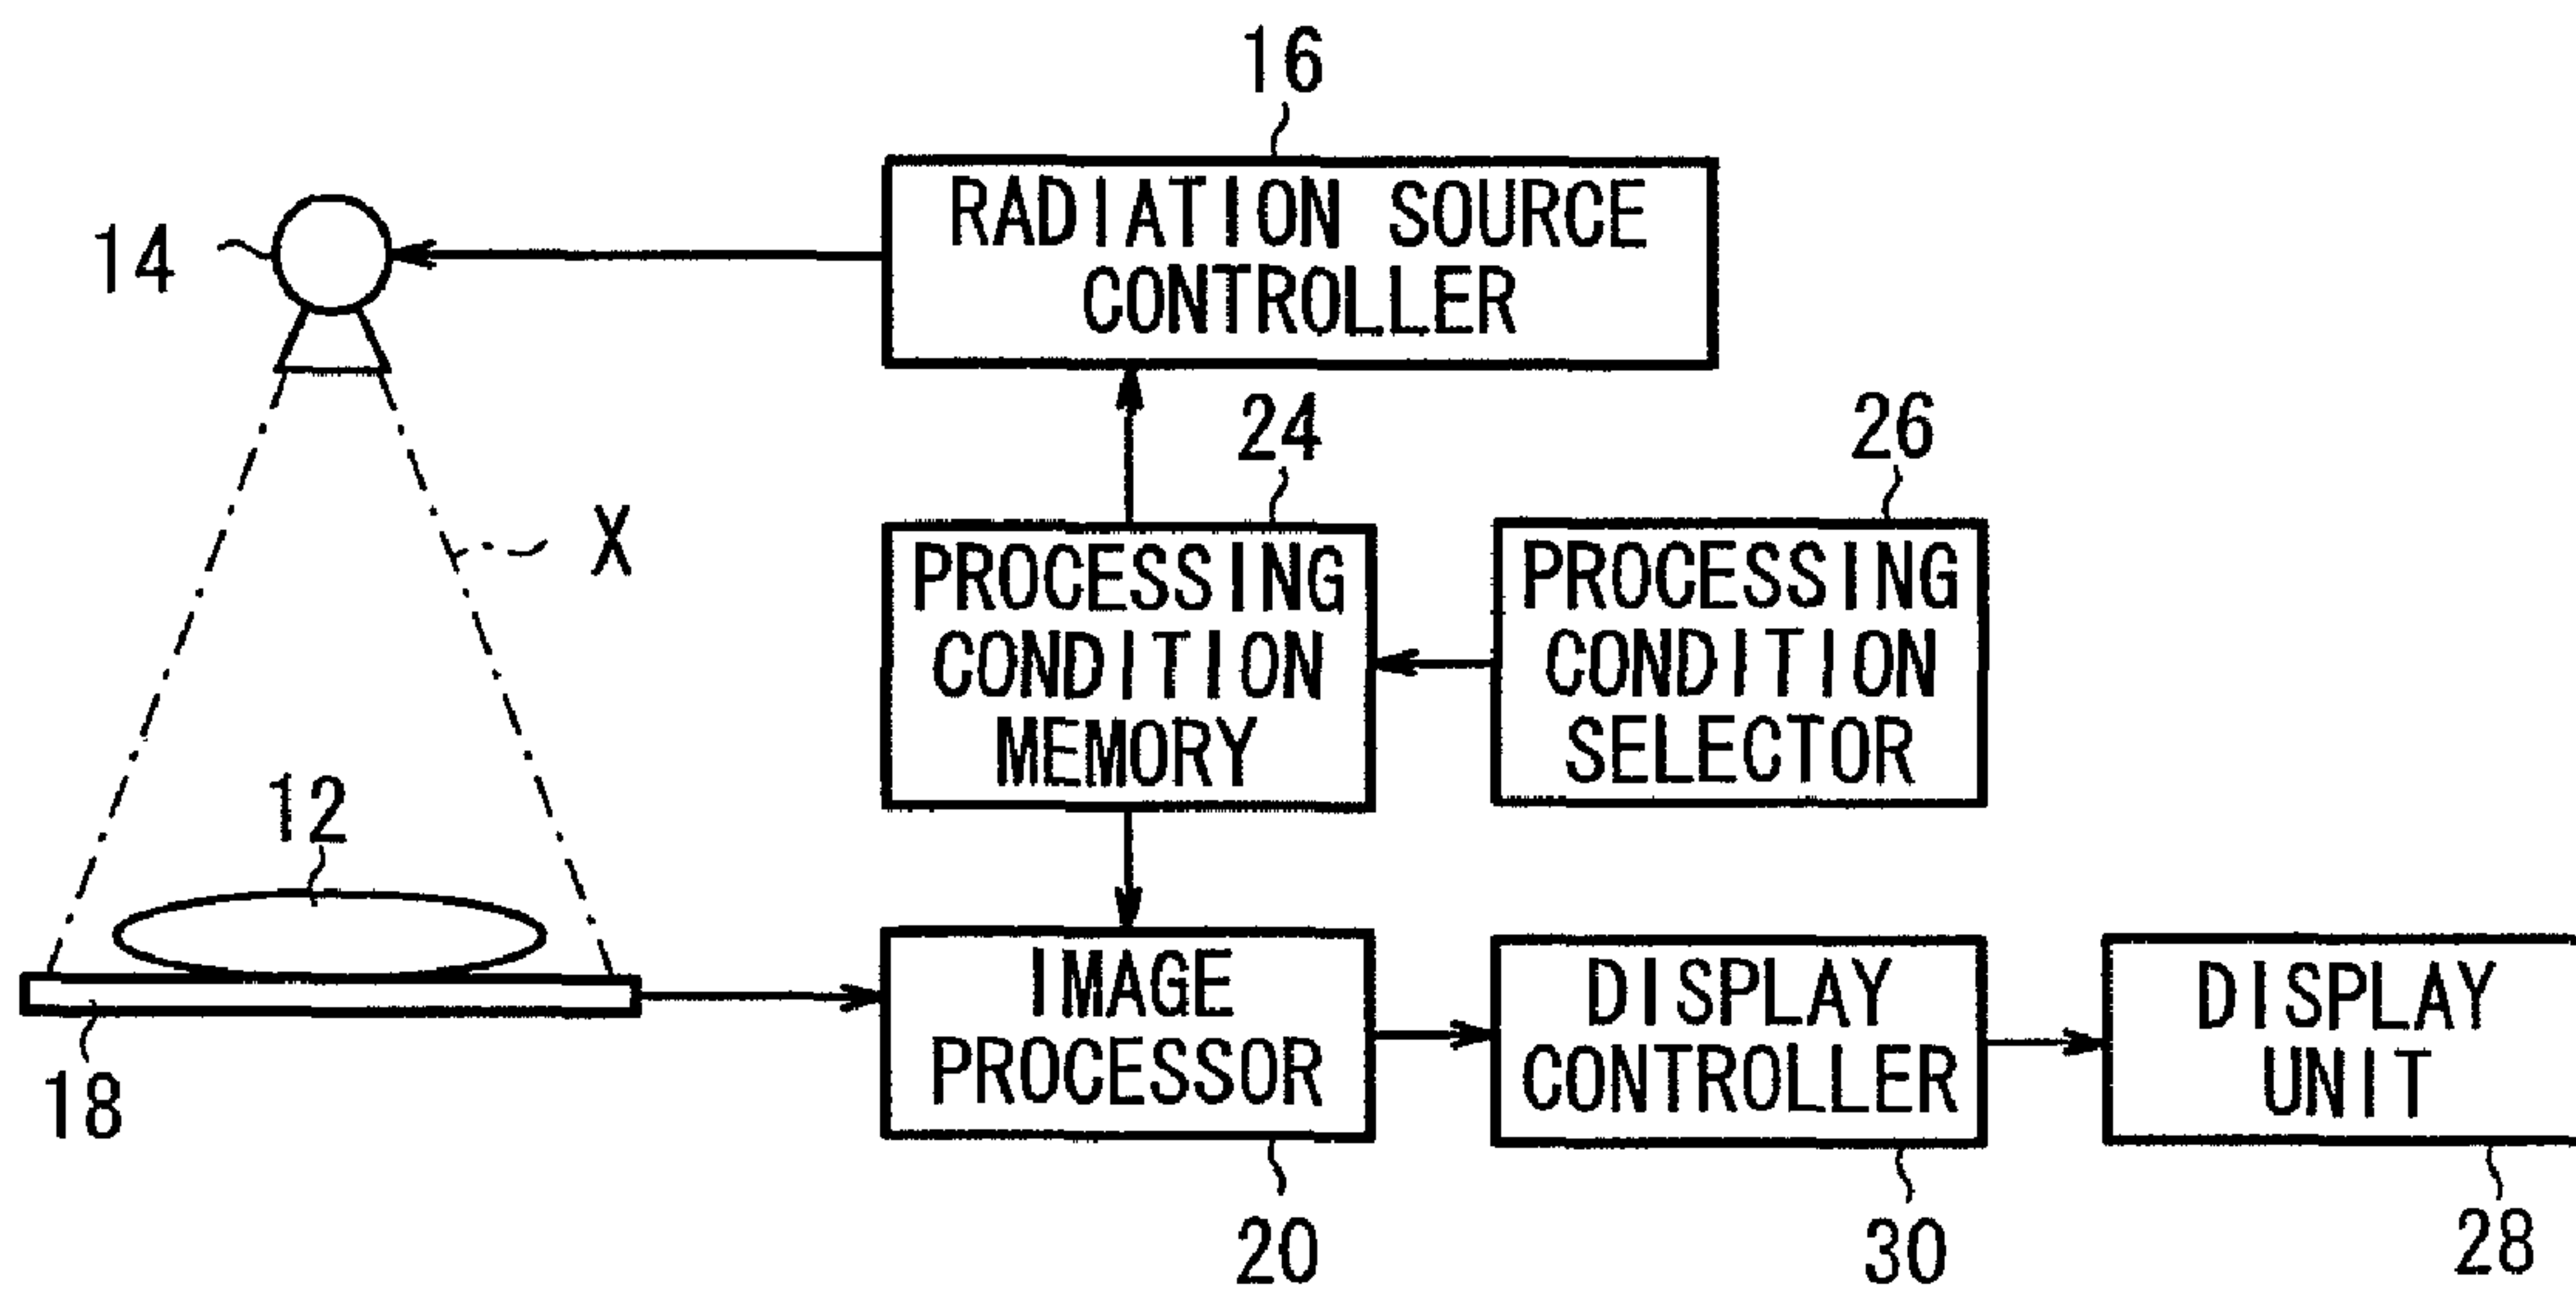 16
RADIATION SOURCE
CONTROLLER
14
24
26
X
PROCESSING
CONDITION
MEMORY
PROCESSING
CONDITION
SELECTOR
12
IMAGE
PROCESSOR
DISPLAY
CONTROLLER
DISPLAY
UNIT
18
20
30
28